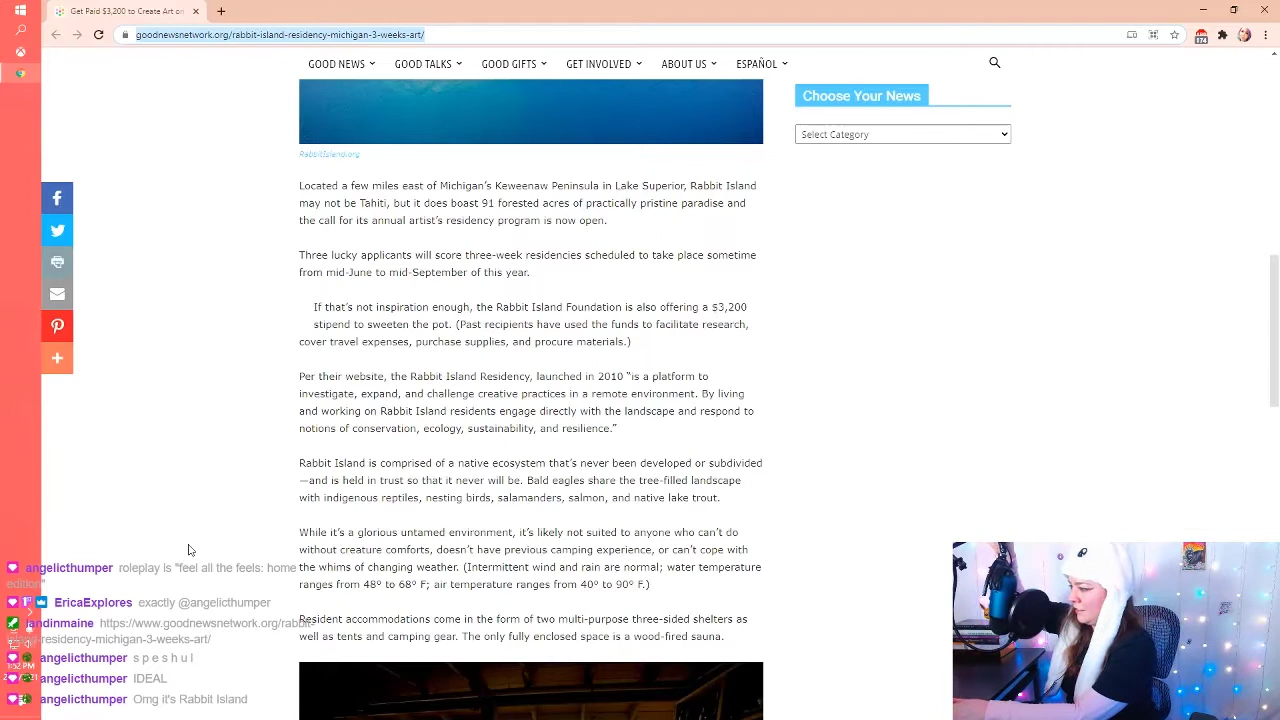 Get Paid $3,200 to Create Art on
goodnewsnetwork.org/rabbit-island-residency-michigan-3-weeks-art/
174
GOOD NEWS
GOOD TALKS
GOOD GIFTS
GET INVOLVED
ABOUT US
ESPAÑOL
Choose Your News
Select Category
RabbitIsland.org
Located a few miles east of Michigan's Keweenaw Peninsula in Lake Superior, Rabbit Island
may not be Tahiti, but it does boast 91 forested acres of practically pristine paradise and
the call for its annual artist's residency program is now open.
Three lucky applicants will score three-week residencies scheduled to take place sometime
from mid-June to mid-September of this year.
If that's not inspiration enough, the Rabbit Island Foundation is also offering a $3,200
stipend to sweeten the pot. (Past recipients have used the funds to facilitate research,
cover travel expenses, purchase supplies, and procure materials.)
Per their website, the Rabbit Island Residency, launched in 2010 “is a platform to
investigate, expand, and challenge creative practices in a remote environment. By living
and working on Rabbit Island residents engage directly with the landscape and respond to
notions of conservation, ecology, sustainability, and resilience.”
Rabbit Island is comprised of a native ecosystem that's never been developed or subdivided
—and is held in trust so that it never will be. Bald eagles share the tree-filled landscape
with indigenous reptiles, nesting birds, salamanders, salmon, and native lake trout.
While it's a glorious untamed environment, it's likely not suited to anyone who can't do
without creature comforts, doesn't have previous camping experience, or can't cope with
the whims of changing weather. (Intermittent wind and rain are normal; water temperature
ranges from 48° to 68° F; air temperature ranges from 40° to 90° F.)
Resident accommodations come in the form of two multi-purpose three-sided shelters as
well as tents and camping gear. The only fully enclosed space is a wood-fired sauna.
angelicthumper roleplay is "feel all the feels: home
edition"
EricaExplores exactly @angelicthumper
landinmaine https://www.goodnewsnetwork.org/rabbit-
island-residency-michigan-3-weeks-art/
angelicthumper s p e s h u l
angelicthumper IDEAL
angelicthumper Omg it's Rabbit Island